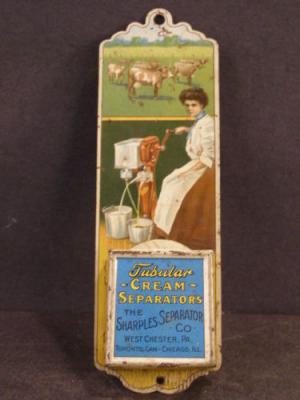 Tubular
- CREAM -
SEPARATORS
THE
SHARPLES SEPARATOR
- CO -
WEST CHESTER, PA.
TORONTO, CAN - CHICAGO, ILL.